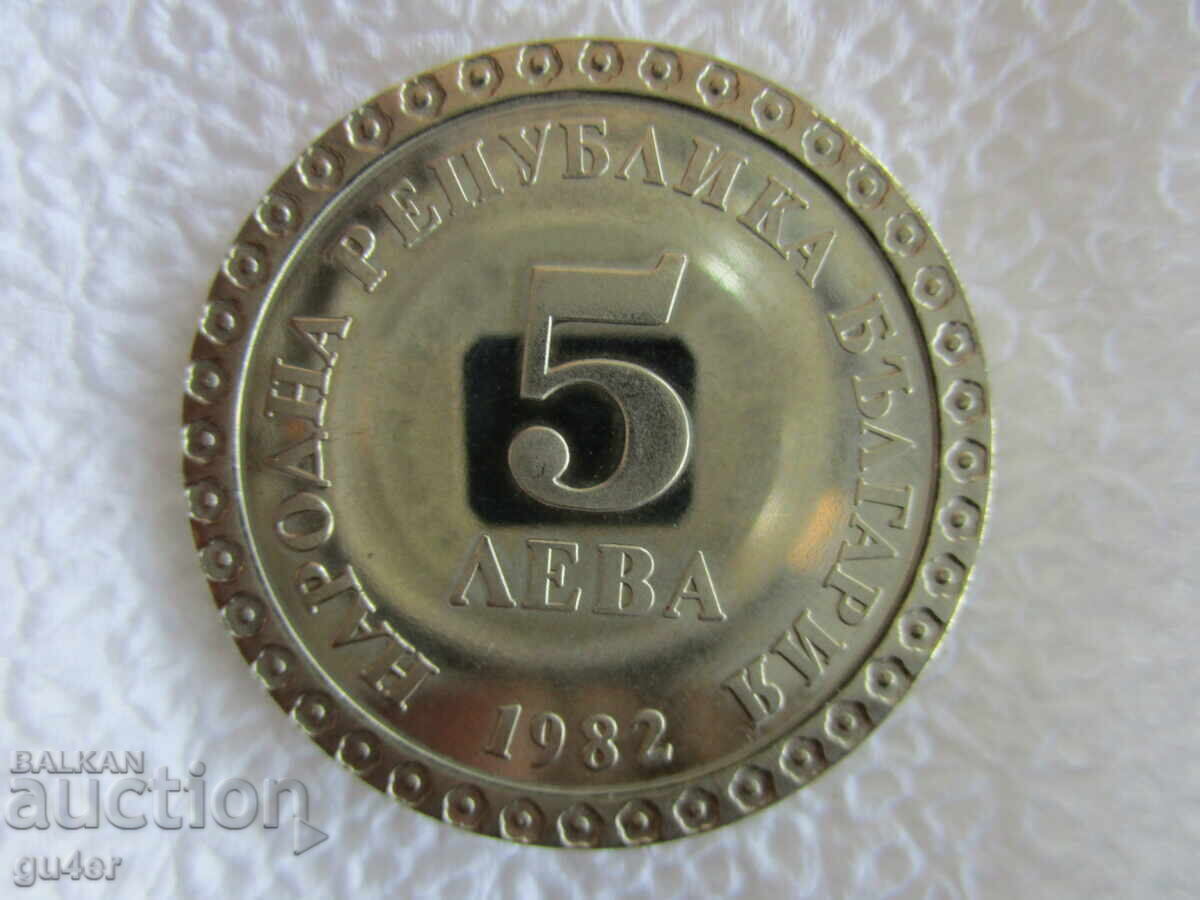 НАРОДНА РЕПУБЛИКА БЪЛГАРИЯ
5
ЛЕВА
1982
BALKAN
auction
gu4er